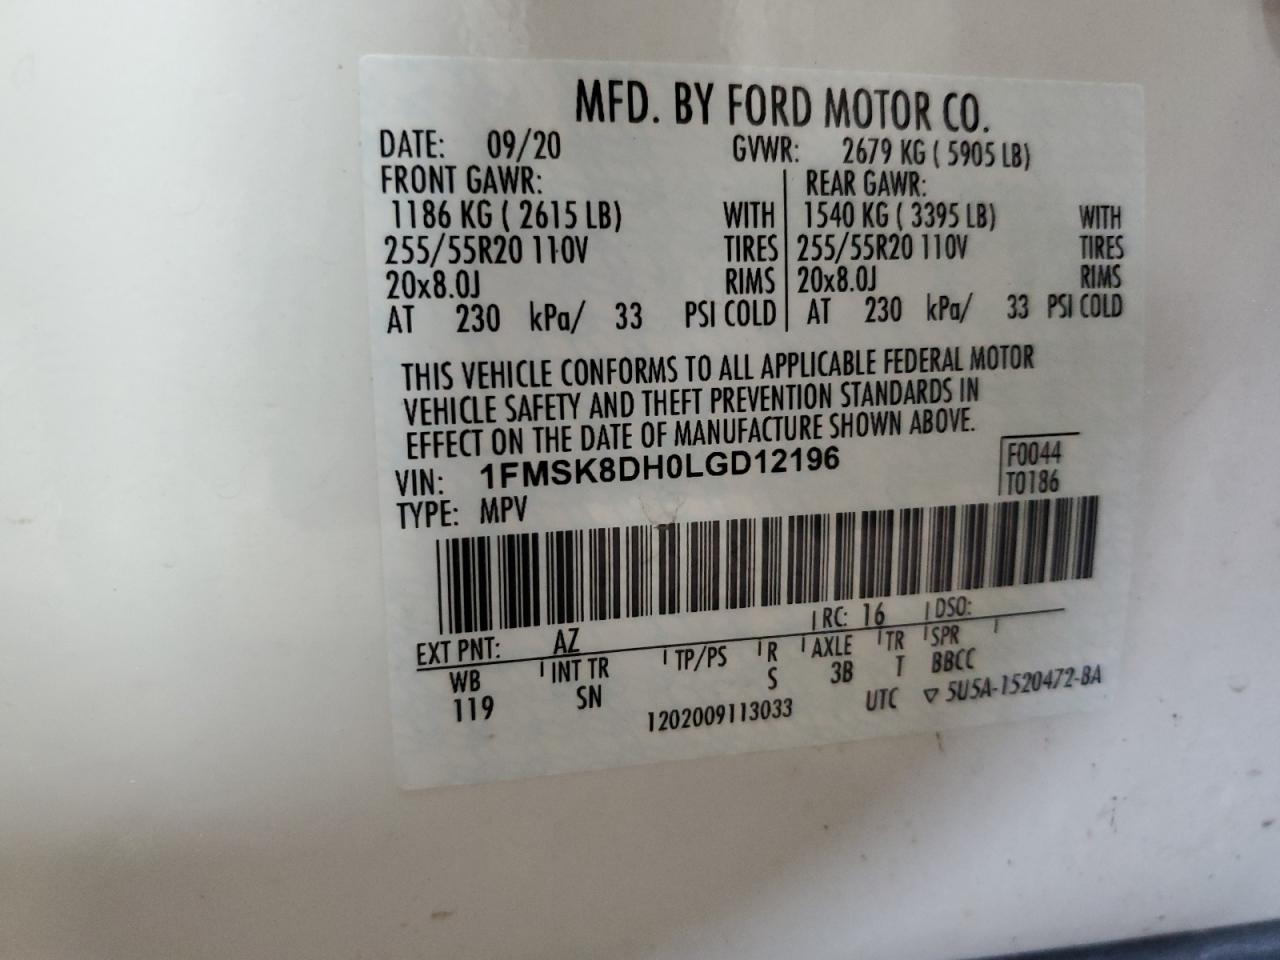 MFD. BY FORD MOTOR CO.
DATE: 09/20 GVWR: 2679 KG ( 5905 LB)
FRONT GAWR: REAR GAWR:
1186 KG ( 2615 LB) WITH 1540 KG ( 3395 LB) WITH
255/55R20 110V TIRES 255/55R20 110V TIRES
20x8.0J RIMS 20x8.0J RIMS
AT 230 kPa/ 33 PSI COLD AT 230 kPa/ 33 PSI COLD
THIS VEHICLE CONFORMS TO ALL APPLICABLE FEDERAL MOTOR
VEHICLE SAFETY AND THEFT PREVENTION STANDARDS IN
EFFECT ON THE DATE OF MANUFACTURE SHOWN ABOVE.
VIN: 1FMSK8DH0LGD12196 F0044
TYPE: MPV T0186
EXT PNT: AZ RC: 16 DSO:
WB INT TR TP/PS R AXLE TR SPR
119 SN S 3B T BBCC
1202009113033 UTC ▽ 5U5A-1520472-BA